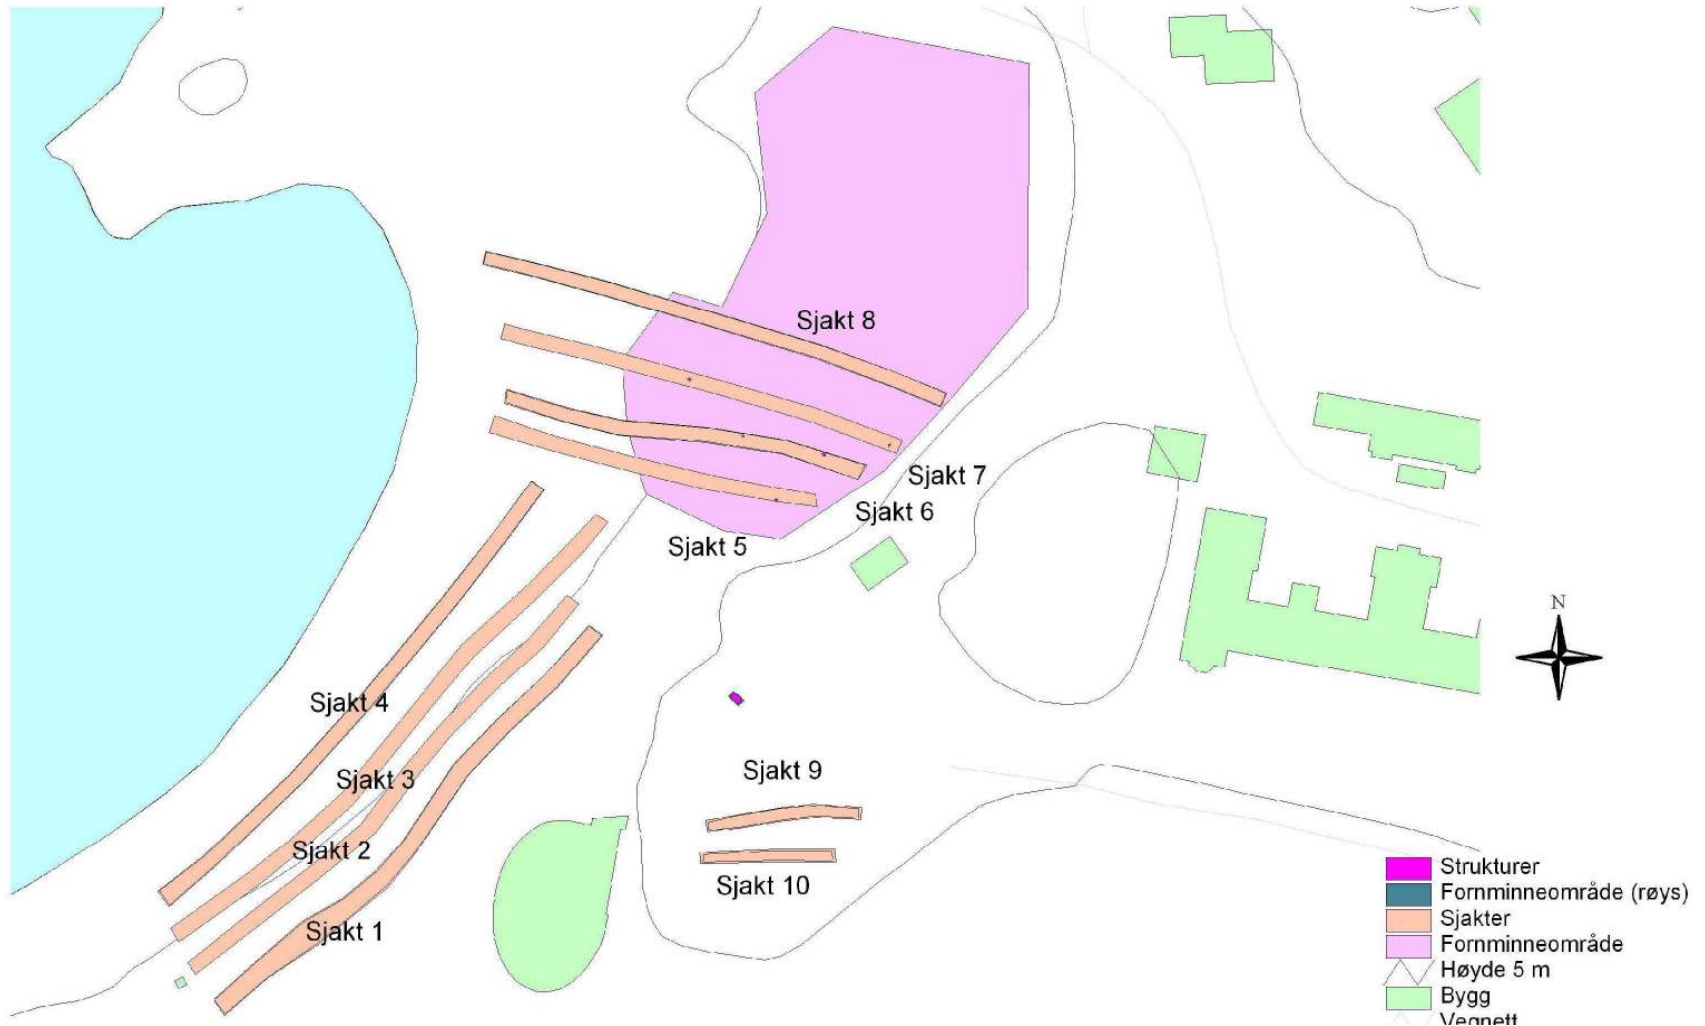 Sjakt 8
Sjakt 7
Sjakt 6
Sjakt 5
N
Sjakt 4
Sjakt 9
Sjakt 3
Sjakt 2
Sjakt 10
Sjakt 1
Strukturer
Fornminneområde (røys)
Sjakter
Fornminneområde
Høyde 5 m
Bygg
Vegnett